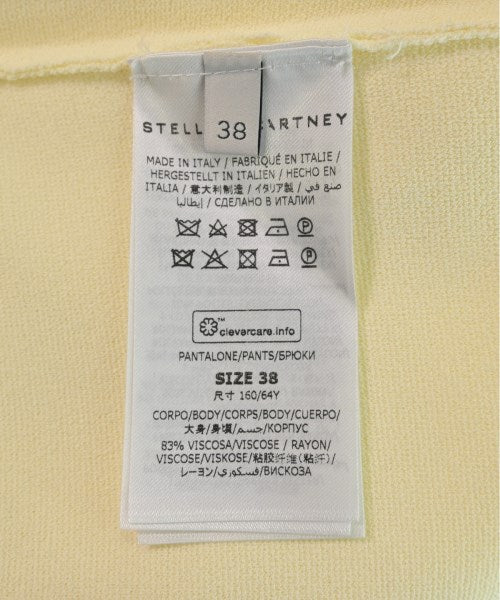 38
STELL CARTNEY
MADE IN ITALY / FABRIQUÉ EN ITALIE /
HERGESTELLT IN ITALIEN / HECHO EN
ITALIA / 意大利制造 / イタリア製 / صنع في
إيطاليا / СДЕЛАНО В ИТАЛИИ
P
P
™
clevercare.info
PANTALONE/PANTS/БРЮКИ
SIZE 38
尺寸 160/64Y
CORPO/BODY/CORPS/BODY/CUERPO/
大身/身頃/جسم/КОРПУС
83% VISCOSA/VISCOSE / RAYON/
VISCOSE/VISKOSE/粘胶纤维(粘纤)/
レーヨン/فسكوزي/ВИСКОЗА